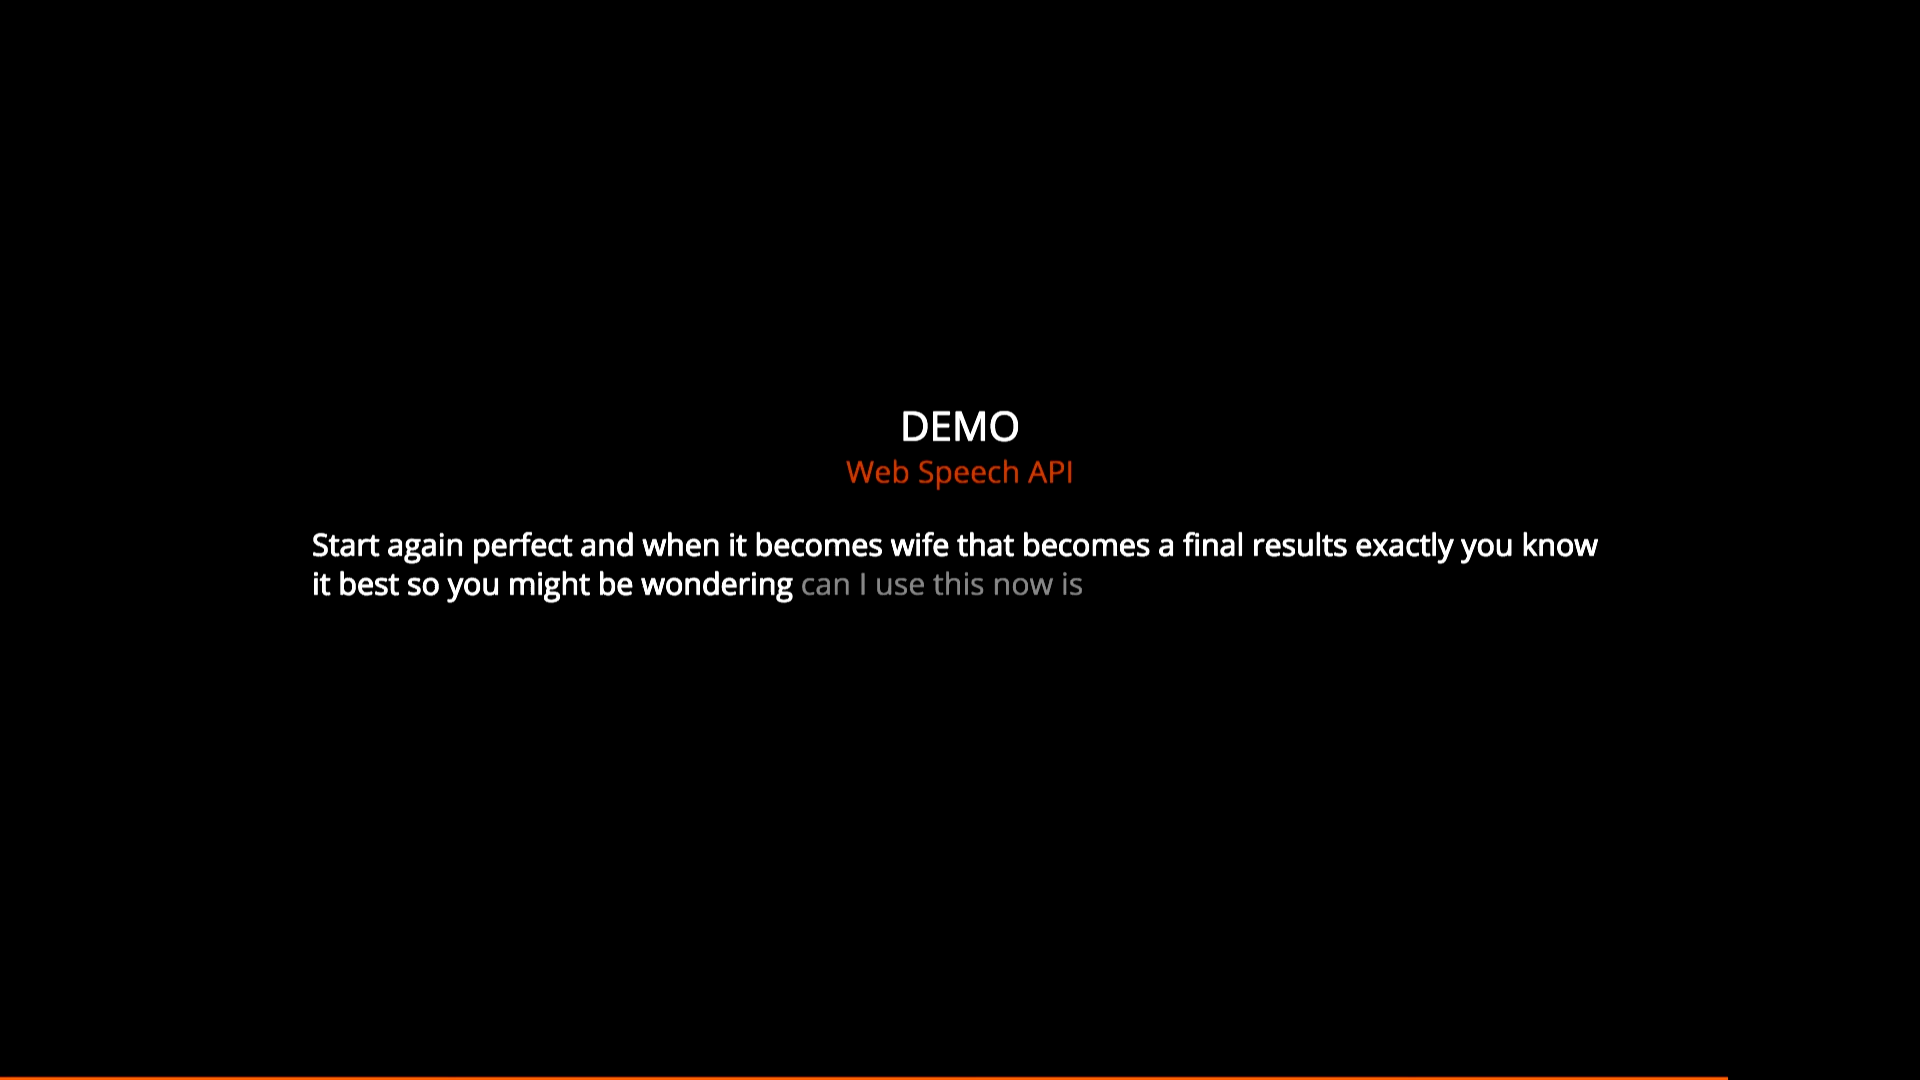 DEMO
Web Speech API
Start again perfect and when it becomes wife that becomes a final results exactly you know
it best so you might be wondering can I use this now is